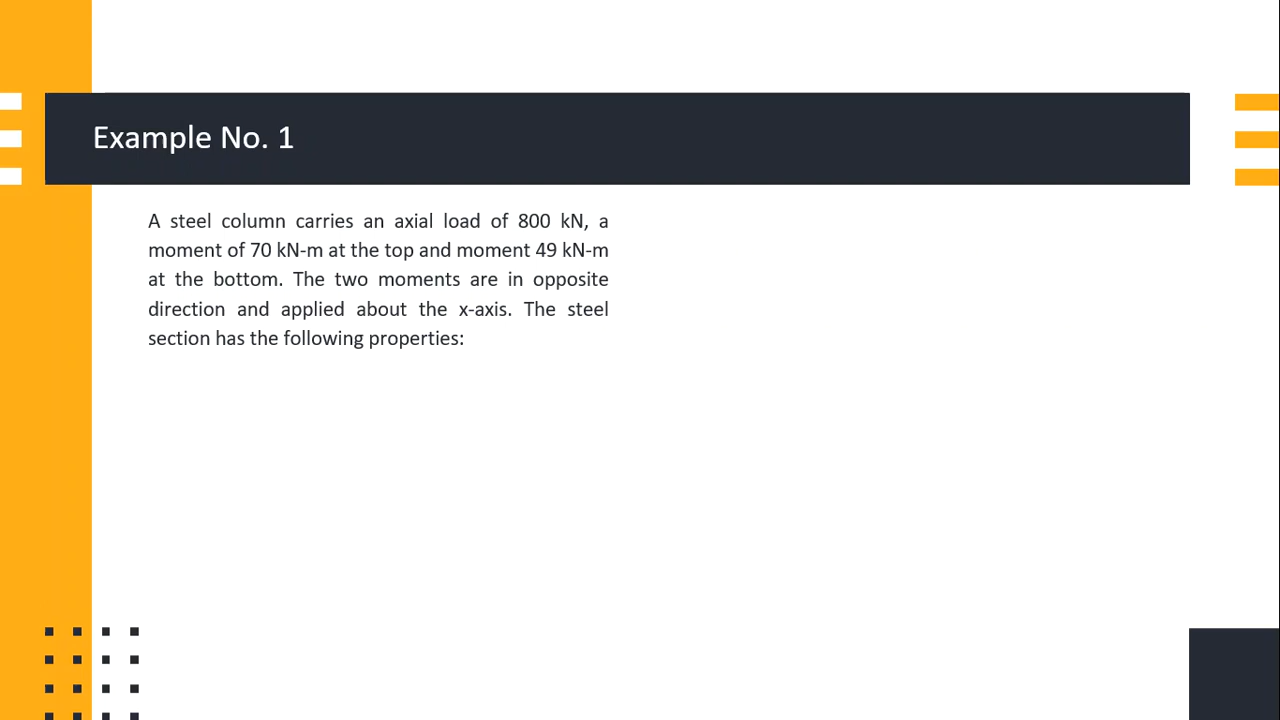 Example No. 1
A steel column carries an axial load of 800 kN, a
moment of 70 kN-m at the top and moment 49 kN-m
at the bottom. The two moments are in opposite
direction and applied about the x-axis. The steel
section has the following properties: